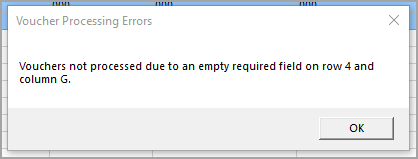 Voucher Processing Errors
Vouchers not processed due to an empty required field on row 4 and
column G.
OK